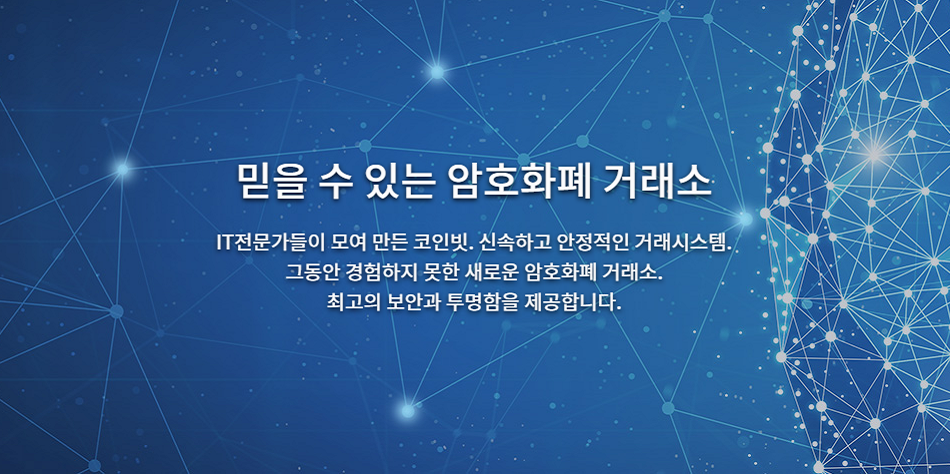 믿을 수 있는 암호화폐 거래소
IT전문가들이 모여 만든 코인빗. 신속하고 안정적인 거래시스템.
그동안 경험하지 못한 새로운 암호화폐 거래소.
최고의 보안과 투명함을 제공합니다.